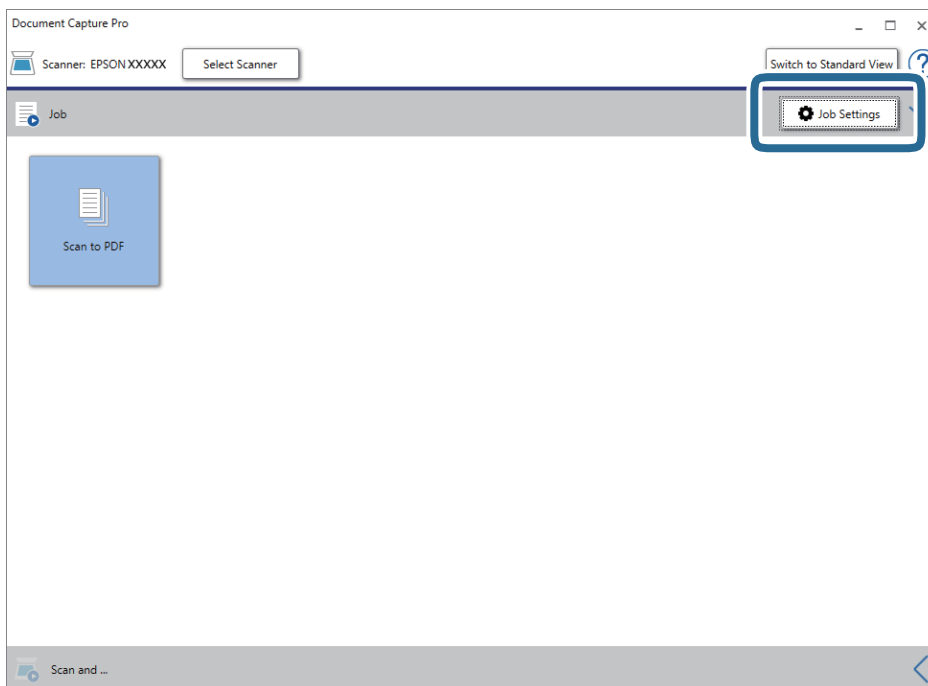 Document Capture Pro
Scanner: EPSON XXXXX
Select Scanner
Switch to Standard View
?
Job
Job Settings
Scan to PDF
Scan and ...